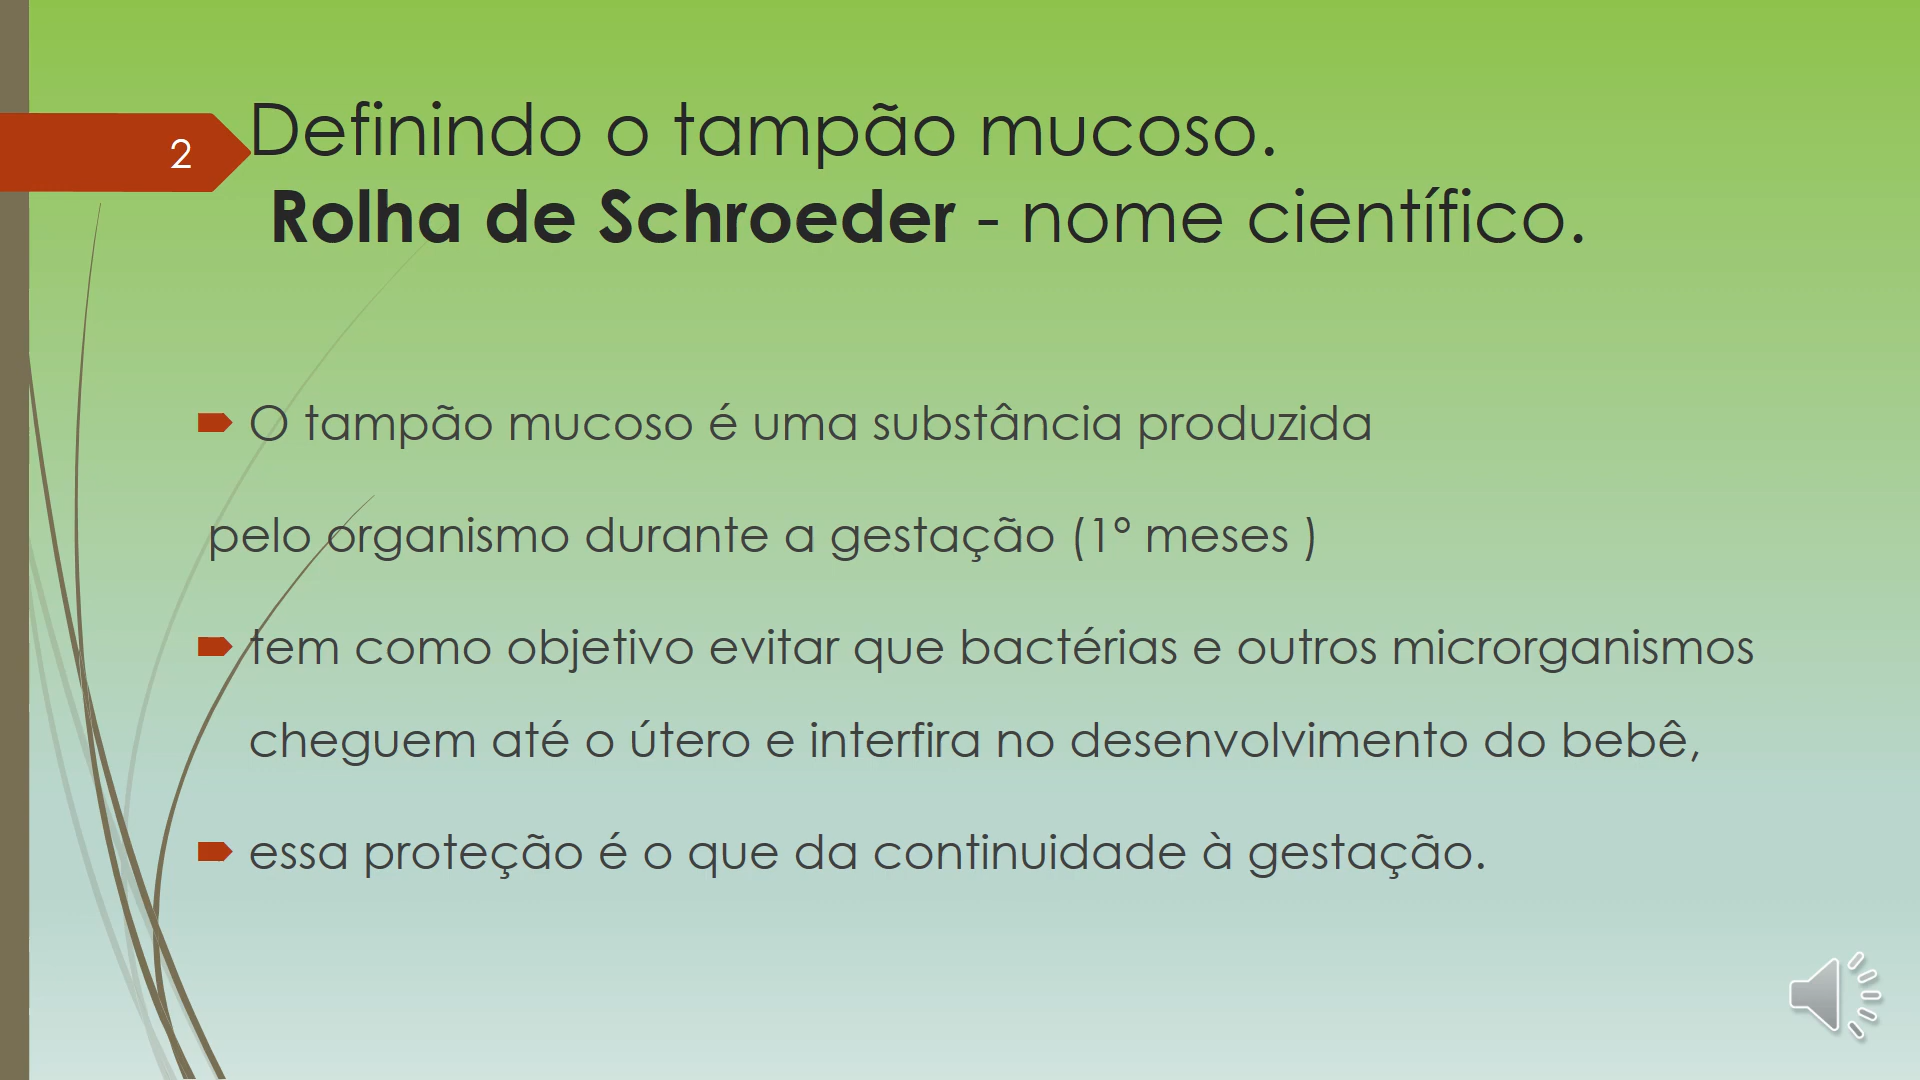 2
Definindo o tampão mucoso.
Rolha de Schroeder - nome científico.
O tampão mucoso é uma substância produzida
pelo organismo durante a gestação (1º meses )
tem como objetivo evitar que bactérias e outros microrganismos
cheguem até o útero e interfira no desenvolvimento do bebê,
essa proteção é o que da continuidade à gestação.